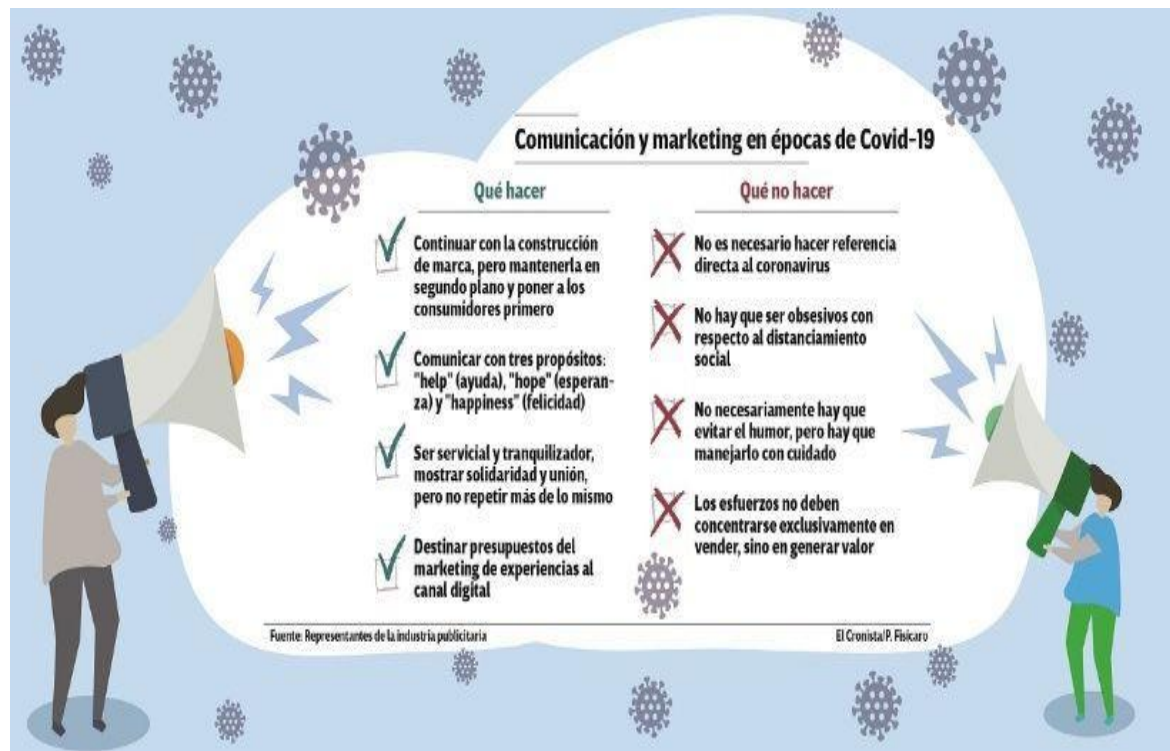 Comunicación y marketing en épocas de Covid-19
Qué hacer
Continuar con la construcción
de marca, pero mantenerla en
segundo plano y poner a los
consumidores primero
Comunicar con tres propósitos:
"help" (ayuda), "hope" (esperan-
za) y "happiness" (felicidad)
Ser servicial y tranquilizador,
mostrar solidaridad y unión,
pero no repetir más de lo mismo
Destinar presupuestos del
marketing de experiencias al
canal digital
Qué no hacer
No es necesario hacer referencia
directa al coronavirus
No hay que ser obsesivos con
respecto al distanciamiento
social
No necesariamente hay que
evitar el humor, pero hay que
manejarlo con cuidado
Los esfuerzos no deben
concentrarse exclusivamente en
vender, sino en generar valor
Fuente: Representantes de la industria publicitaria
El Cronista/P. Fisicaro